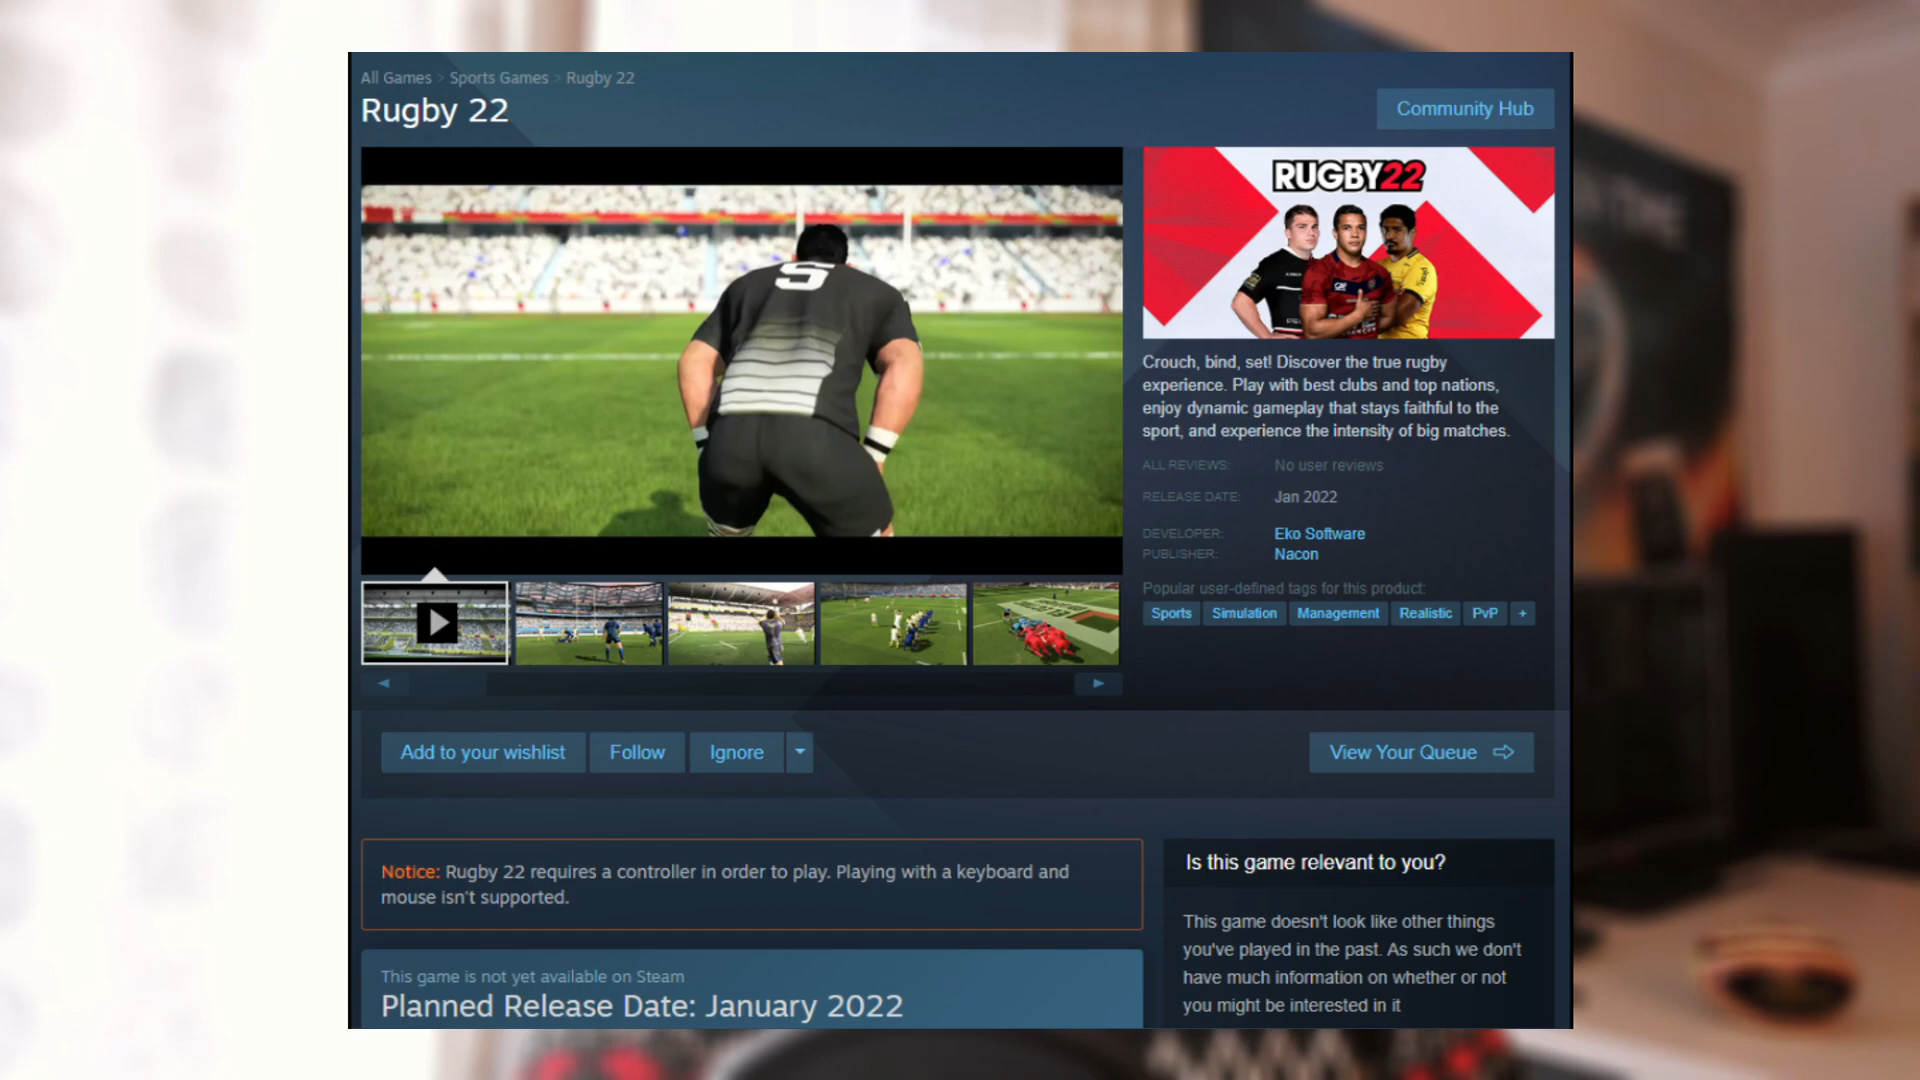 All Games > Sports Games > Rugby 22
Rugby 22
Community Hub
5
RUGBY22
Crouch, bind, set! Discover the true rugby
experience. Play with best clubs and top nations,
enjoy dynamic gameplay that stays faithful to the
sport, and experience the intensity of big matches.
ALL REVIEWS: No user reviews
RELEASE DATE: Jan 2022
DEVELOPER: Eko Software
PUBLISHER: Nacon
Popular user-defined tags for this product:
Sports Simulation Management Realistic PvP +
Add to your wishlist Follow Ignore
View Your Queue
Notice: Rugby 22 requires a controller in order to play. Playing with a keyboard and
mouse isn't supported.
This game is not yet available on Steam
Planned Release Date: January 2022
Is this game relevant to you?
This game doesn't look like other things
you've played in the past. As such we don't
have much information on whether or not
you might be interested in it